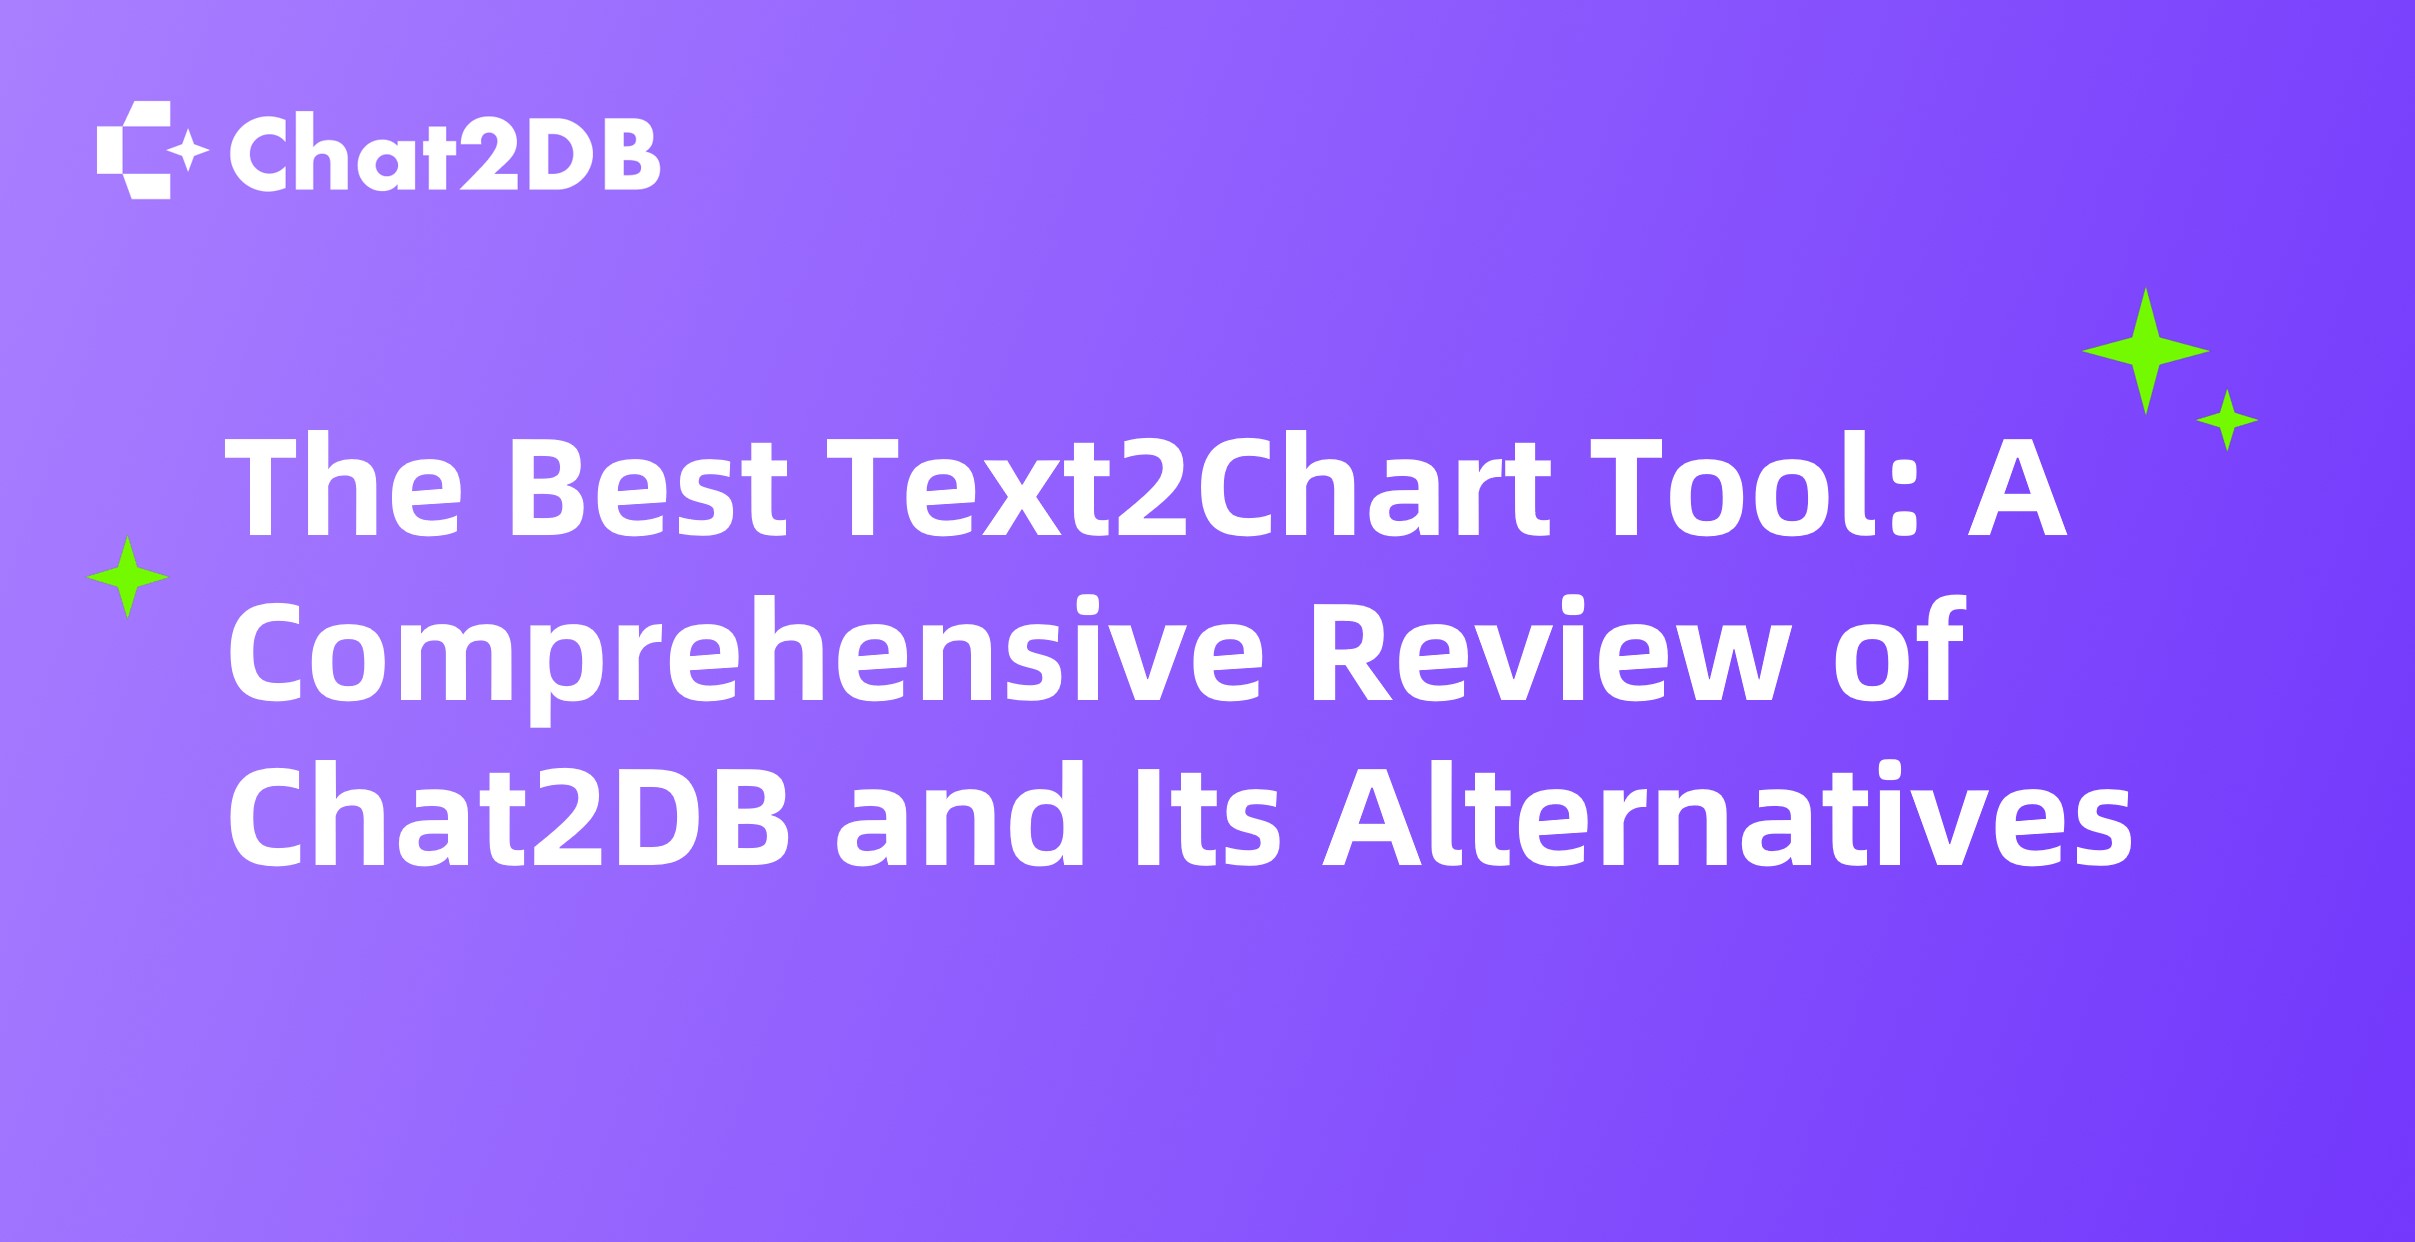 Chat2DB
The Best Text2Chart Tool: A
Comprehensive Review of
Chat2DB and Its Alternatives